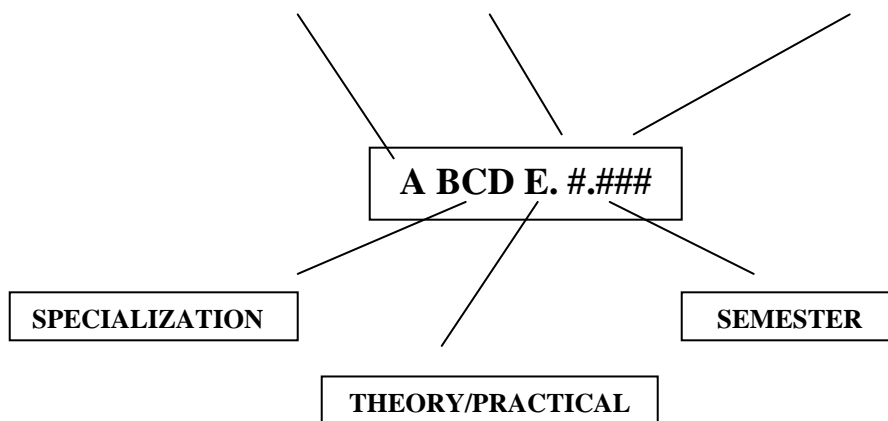 A BCD E. #.###
SPECIALIZATION
SEMESTER
THEORY/PRACTICAL